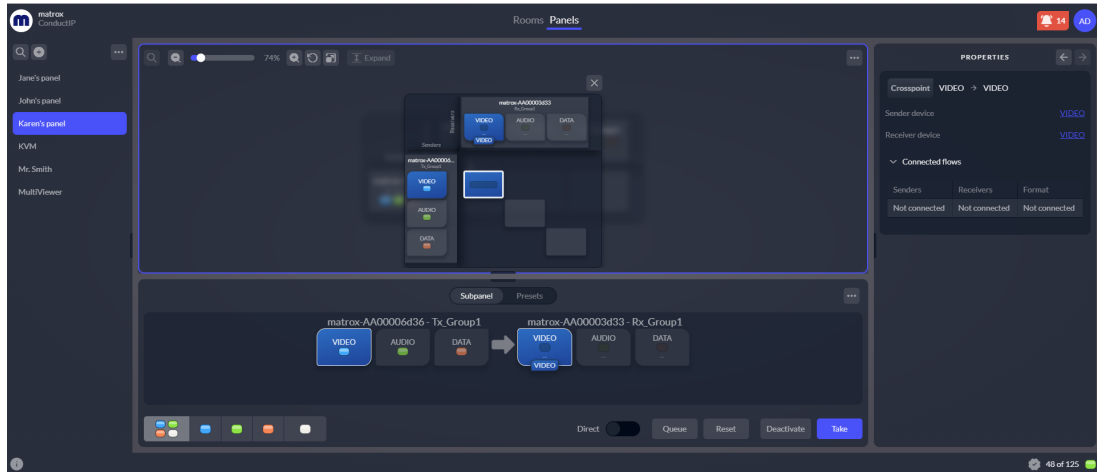 matrox
ConductIP
Rooms Panels
14
AD
Jane's panel
John's panel
Karen's panel
KVM
Mr. Smith
MultiViewer
74%
Expand
matrox-AA00003d33
Receivers
VIDEO AUDIO DATA
VIDEO
Senders
matrox-AA00006...
Tx_Group1
VIDEO
AUDIO
DATA
PROPERTIES
Crosspoint VIDEO → VIDEO
Sender device VIDEO
Receiver device VIDEO
Connected flows
Senders Receivers Format
Not connected Not connected Not connected
Subpanel Presets
matrox-AA00006d36 - Tx_Group1 matrox-AA00003d33 - Rx_Group1
VIDEO AUDIO DATA VIDEO AUDIO DATA
VIDEO
Direct Queue Reset Deactivate Take
48 of 125